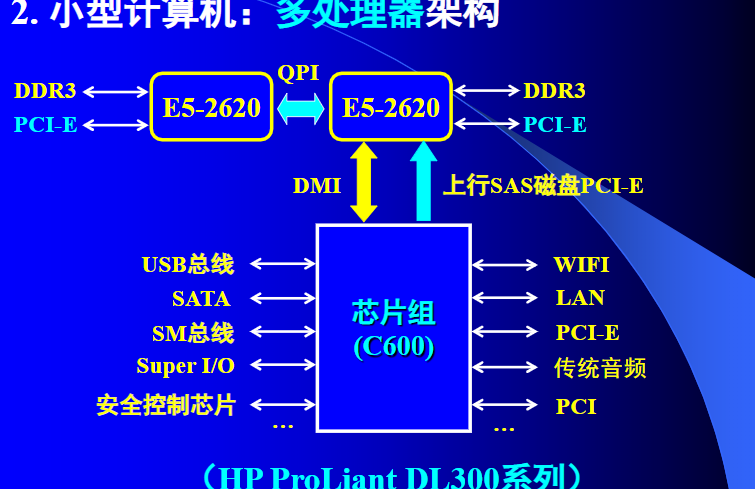 2. 小型计算机：多处理器架构
QPI
DDR3
E5-2620
E5-2620
DDR3
PCI-E
PCI-E
DMI
上行SAS磁盘PCI-E
USB总线
WIFI
SATA
LAN
芯片组
(C600)
SM总线
PCI-E
Super I/O
传统音频
安全控制芯片
PCI
...
...
（HP ProLiant DL300系列）